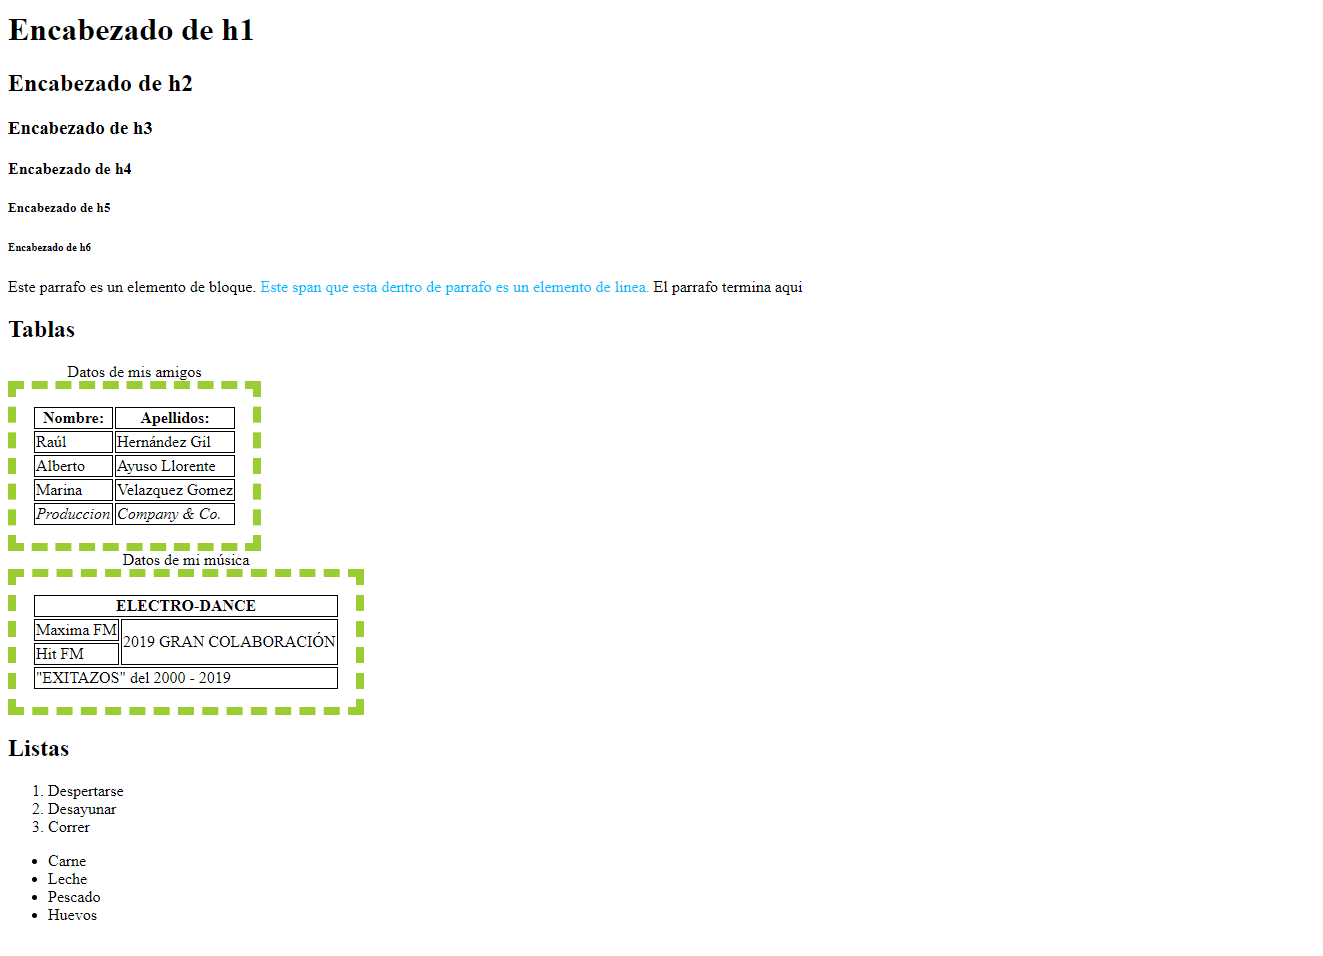 Encabezado de h1
Encabezado de h2
Encabezado de h3
Encabezado de h4
Encabezado de h5
Encabezado de h6
Este parrafo es un elemento de bloque. Este span que esta dentro de parrafo es un elemento de linea. El parrafo termina aqui
Tablas
Datos de mis amigos
Nombre: Apellidos:
Raúl Hernández Gil
Alberto Ayuso Llorente
Marina Velazquez Gomez
Produccion Company & Co.
Datos de mi música
ELECTRO-DANCE
Maxima FM 2019 GRAN COLABORACIÓN
Hit FM
"EXITAZOS" del 2000 - 2019
Listas
1. Despertarse
2. Desayunar
3. Correr
• Carne
• Leche
• Pescado
• Huevos